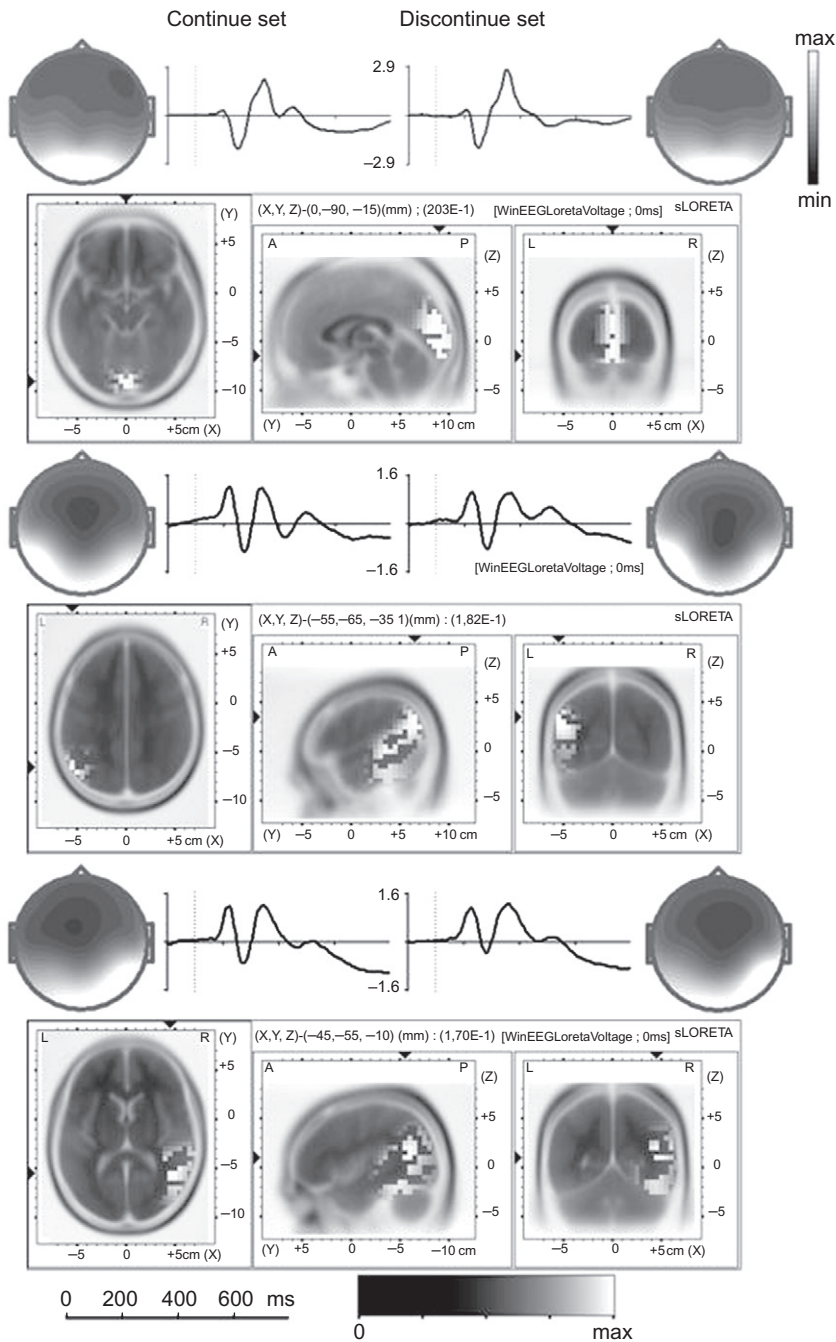 Continue set Discontinue set
max
2.9
−2.9
min
(X,Y, Z)-(0,−90, −15)(mm) ; (203E-1) [WinEEGLoretaVoltage ; 0ms] sLORETA
(Y) A P (Z) L R (Z)
+5 +5 +5
0 0 0
−5
−10 −5 −5
−5 0 +5cm (X) (Y) −5 0 +5 +10 cm −5 0 +5 cm (X)
1.6
−1.6
[WinEEGLoretaVoltage ; 0ms]
(X,Y, Z)-(−55,−65, −35 1)(mm) : (1,82E-1) sLORETA
L R (Y) A P (Z) L R (Z)
+5 +5 +5
0 0 0
−5
−10 −5 −5
−5 0 +5cm (X) (Y) −5 0 +5 +10 cm −5 0 +5 cm (X)
1.6
−1.6
(X,Y, Z)-(−45,−55, −10) (mm) : (1,70E-1) [WinEEGLoretaVoltage ; 0ms] sLORETA
L R (Y) A P (Z) L R (Z)
+5 +5 +5
0 0 0
−5
−10 −5 −5
−5 0 +5cm (X) (Y) +5 0 −5 −10 cm −5 0 +5cm (X)
0 200 400 600 ms
0 max